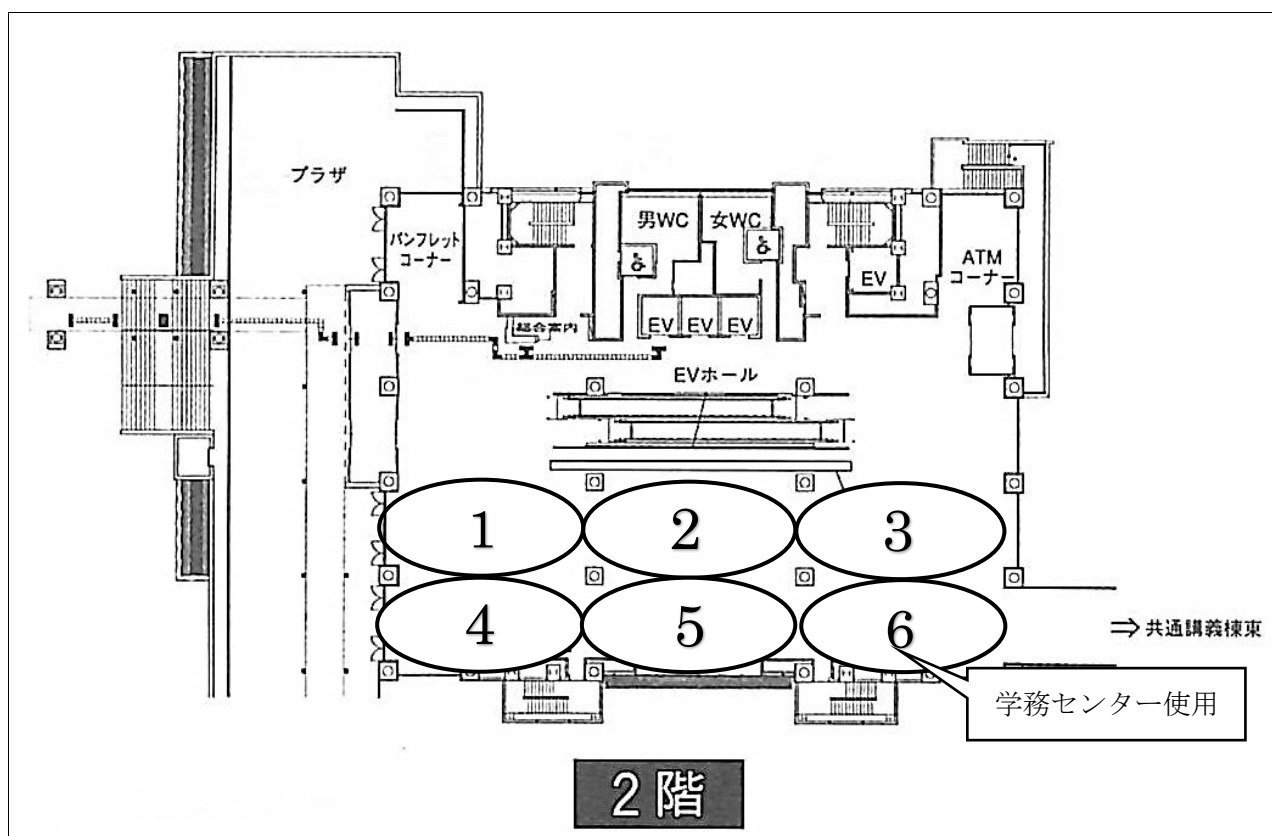 プラザ
男WC
女WC
パンフレット
コーナー
ATM
コーナー
EV
総合案内
EV
EV
EV
EVホール
1
2
3
4
5
6
⇒ 共通講義棟東
学務センター使用
2階